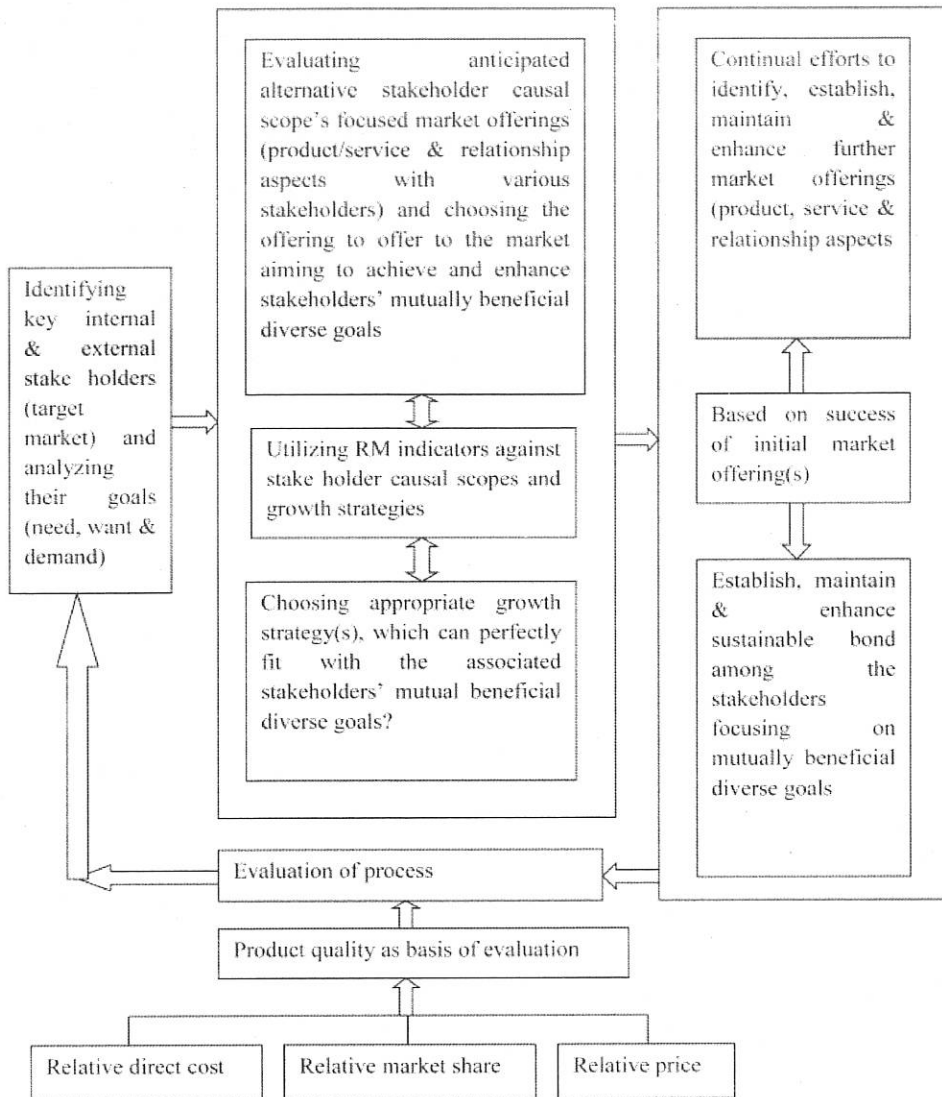 Identifying
key internal
& external
stake holders
(target
market) and
analyzing
their goals
(need, want &
demand)
Evaluating anticipated
alternative stakeholder causal
scope's focused market offerings
(product/service & relationship
aspects with various
stakeholders) and choosing the
offering to offer to the market
aiming to achieve and enhance
stakeholders' mutually beneficial
diverse goals
Utilizing RM indicators against
stake holder causal scopes and
growth strategies
Choosing appropriate growth
strategy(s), which can perfectly
fit with the associated
stakeholders' mutual beneficial
diverse goals?
Continual efforts to
identify, establish,
maintain &
enhance further
market offerings
(product, service &
relationship aspects
Based on success
of initial market
offering(s)
Establish, maintain
& enhance
sustainable bond
among the
stakeholders
focusing on
mutually beneficial
diverse goals
Evaluation of process
Product quality as basis of evaluation
Relative direct cost
Relative market share
Relative price